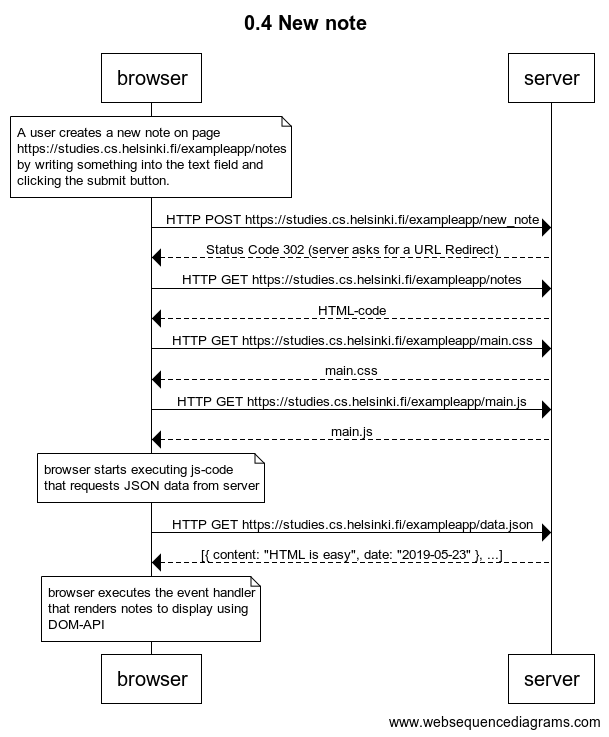 0.4 New note
browser
server
A user creates a new note on page
https://studies.cs.helsinki.fi/exampleapp/notes
by writing something into the text field and
clicking the submit button.
HTTP POST https://studies.cs.helsinki.fi/exampleapp/new_note
Status Code 302 (server asks for a URL Redirect)
HTTP GET https://studies.cs.helsinki.fi/exampleapp/notes
HTML-code
HTTP GET https://studies.cs.helsinki.fi/exampleapp/main.css
main.css
HTTP GET https://studies.cs.helsinki.fi/exampleapp/main.js
main.js
browser starts executing js-code
that requests JSON data from server
HTTP GET https://studies.cs.helsinki.fi/exampleapp/data.json
[{ content: "HTML is easy", date: "2019-05-23" }, ...]
browser executes the event handler
that renders notes to display using
DOM-API
browser
server
www.websequencediagrams.com